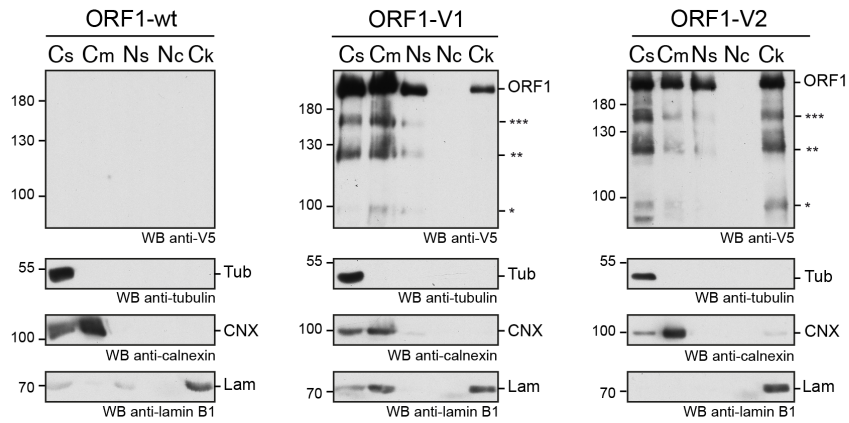 ORF1-wt
Cs Cm Ns Nc Ck
180
130
100
WB anti-V5
55
Tub
WB anti-tubulin
100
CNX
WB anti-calnexin
70
Lam
WB anti-lamin B1
ORF1-V1
Cs Cm Ns Nc Ck
ORF1
180
***
130
**
100
*
WB anti-V5
55
Tub
WB anti-tubulin
100
CNX
WB anti-calnexin
70
Lam
WB anti-lamin B1
ORF1-V2
Cs Cm Ns Nc Ck
ORF1
180
***
130
**
100
*
WB anti-V5
55
Tub
WB anti-tubulin
100
CNX
WB anti-calnexin
70
Lam
WB anti-lamin B1